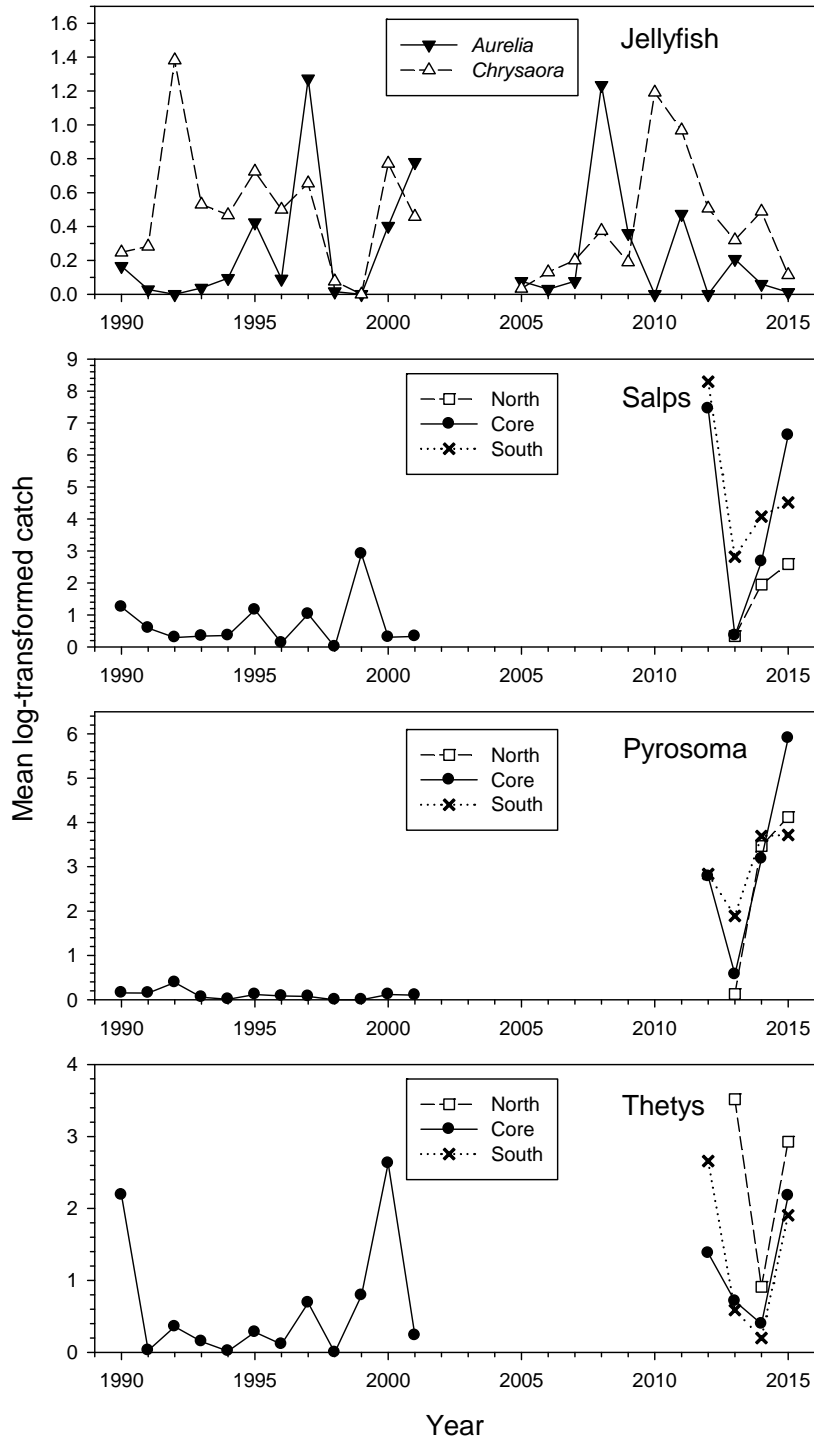 Mean log-transformed catch
1.6
1.4
1.2
1.0
0.8
0.6
0.4
0.2
0.0
Aurelia
Chrysaora
Jellyfish
1990 1995 2000 2005 2010 2015
9
8
7
6
5
4
3
2
1
0
North
Core
South
Salps
1990 1995 2000 2005 2010 2015
6
5
4
3
2
1
0
North
Core
South
Pyrosoma
1990 1995 2000 2005 2010 2015
4
3
2
1
0
North
Core
South
Thetys
1990 1995 2000 2005 2010 2015
Year